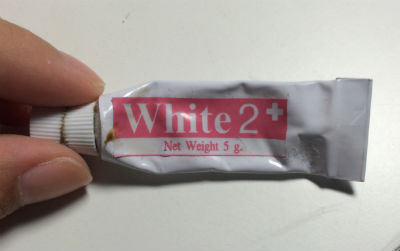 White 2+
Net Weight 5 g.